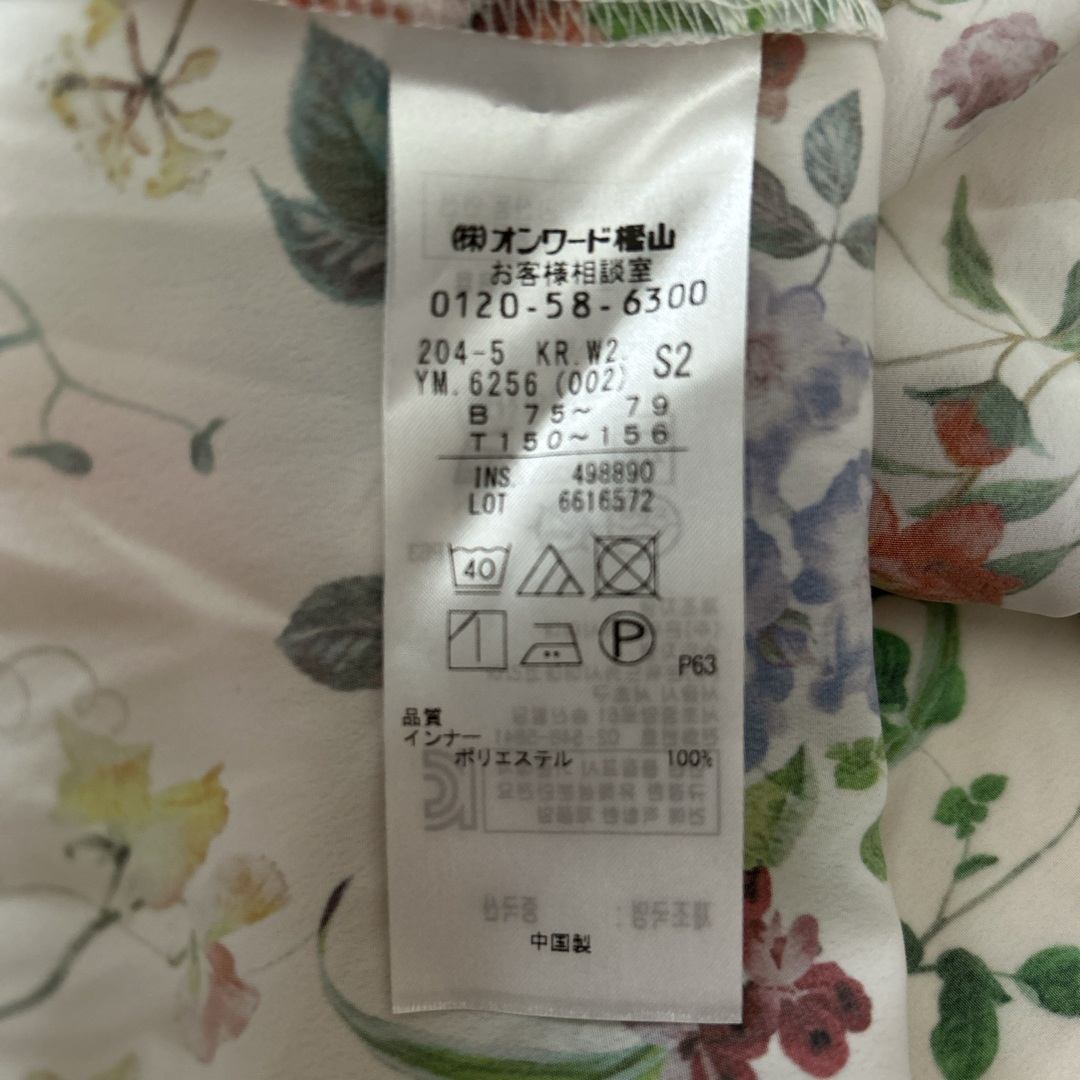 ㈱オンワード樫山
お客様相談室
0120-58-6300
204-5 KR.W2. S2
YM.6256 (002)
B 75~ 79
T150~156
INS. 498890
LOT 6616572
40
P
P63
品質
インナー
ポリエステル 100%
中国製